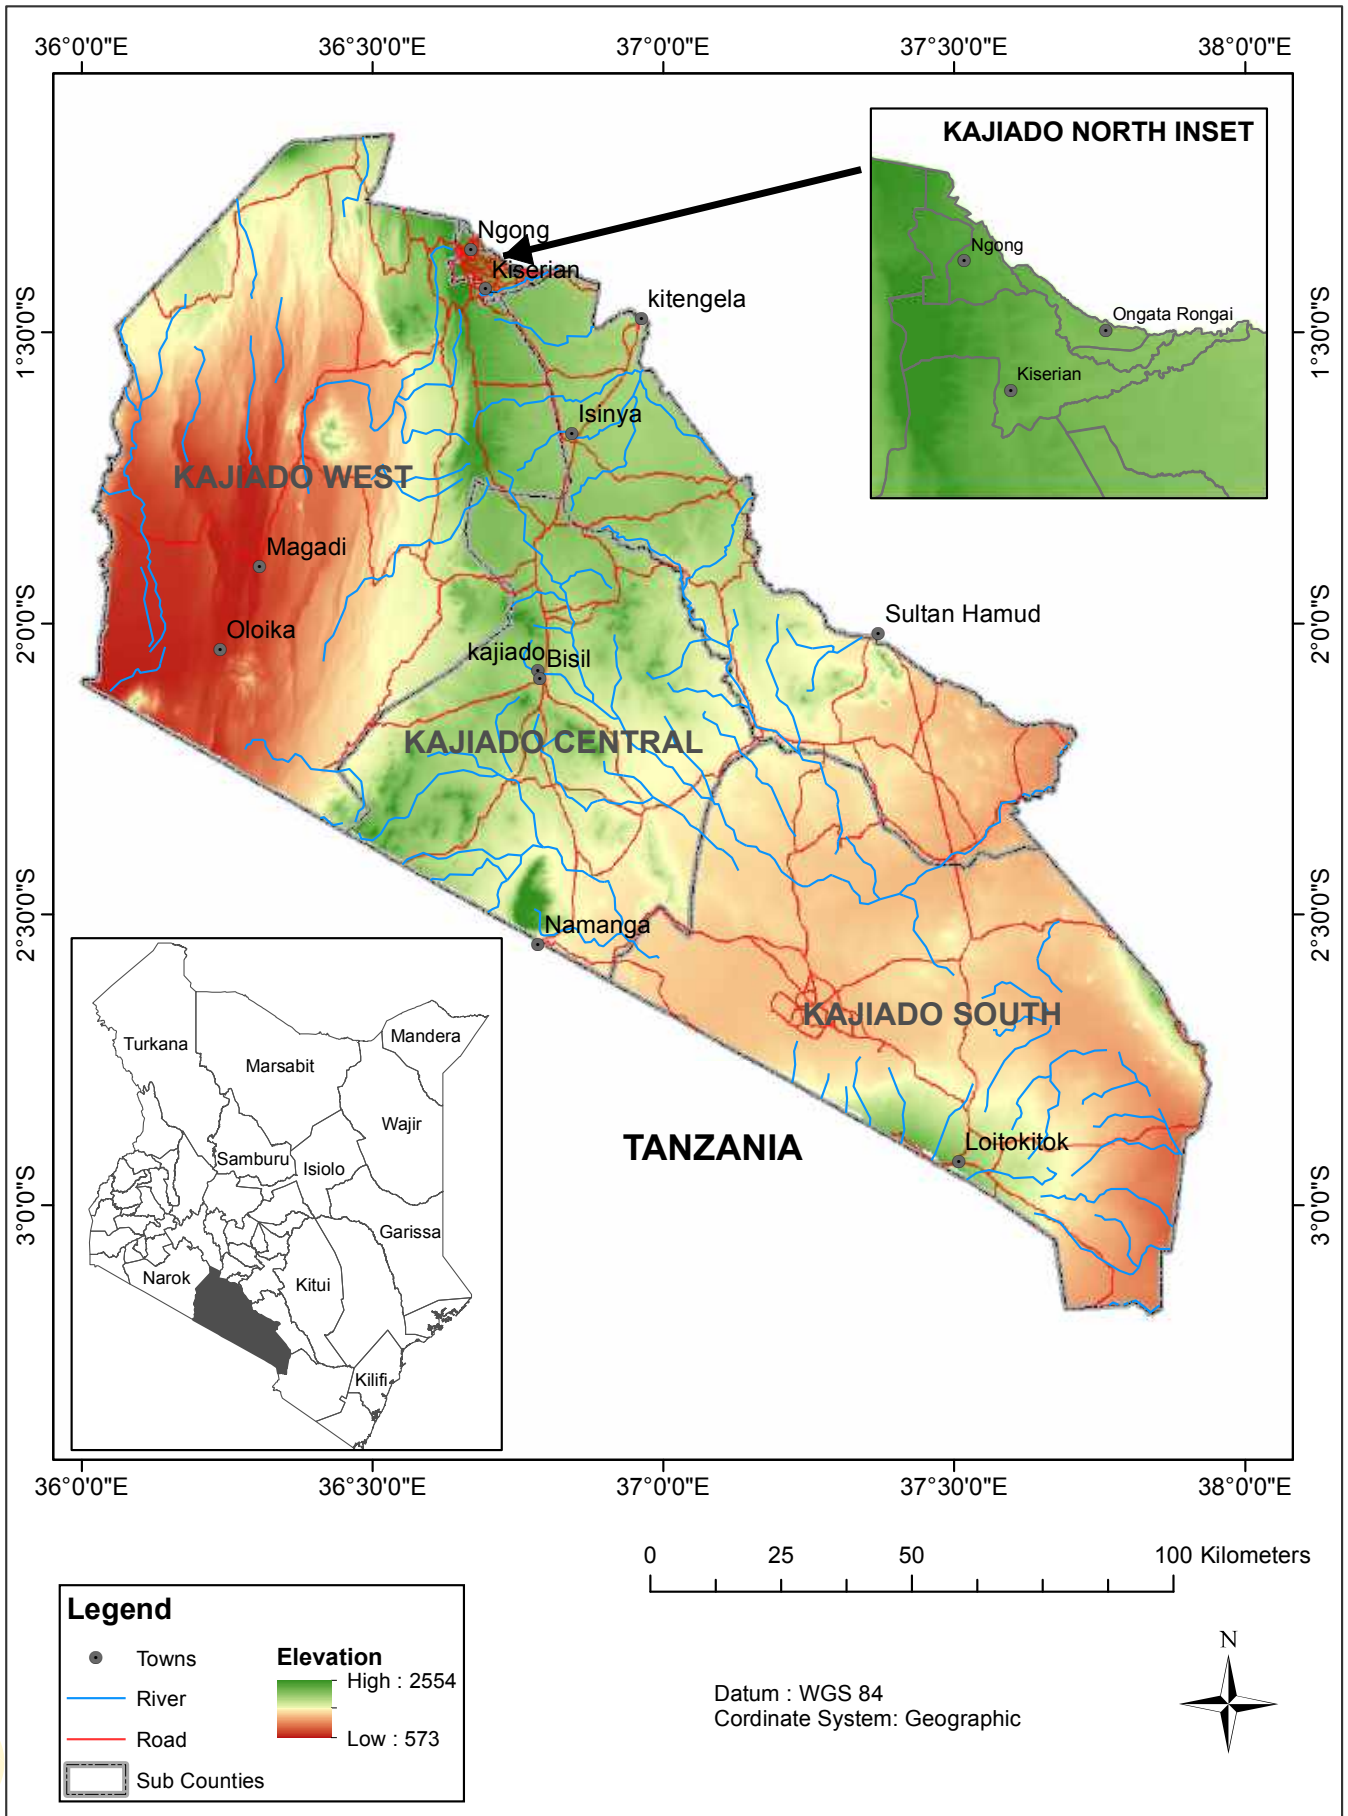 36°0'0"E
36°30'0"E
37°0'0"E
37°30'0"E
38°0'0"E
KAJIADO NORTH INSET
Ngong
Ongata Rongai
Kiserian
1°30'0"S
1°30'0"S
2°0'0"S
2°0'0"S
2°30'0"S
2°30'0"S
3°0'0"S
3°0'0"S
Ngong
Kiserian
kitengela
Isinya
KAJIADO WEST
Magadi
Oloika
Sultan Hamud
kajiado
Bisil
KAJIADO CENTRAL
Namanga
KAJIADO SOUTH
TANZANIA
Loitokitok
Turkana
Marsabit
Mandera
Wajir
Samburu
Isiolo
Garissa
Narok
Kitui
Kilifi
36°0'0"E
36°30'0"E
37°0'0"E
37°30'0"E
38°0'0"E
0
25
50
100 Kilometers
Legend
Towns
River
Road
Sub Counties
Elevation
High : 2554
Low : 573
Datum : WGS 84
Cordinate System: Geographic
N